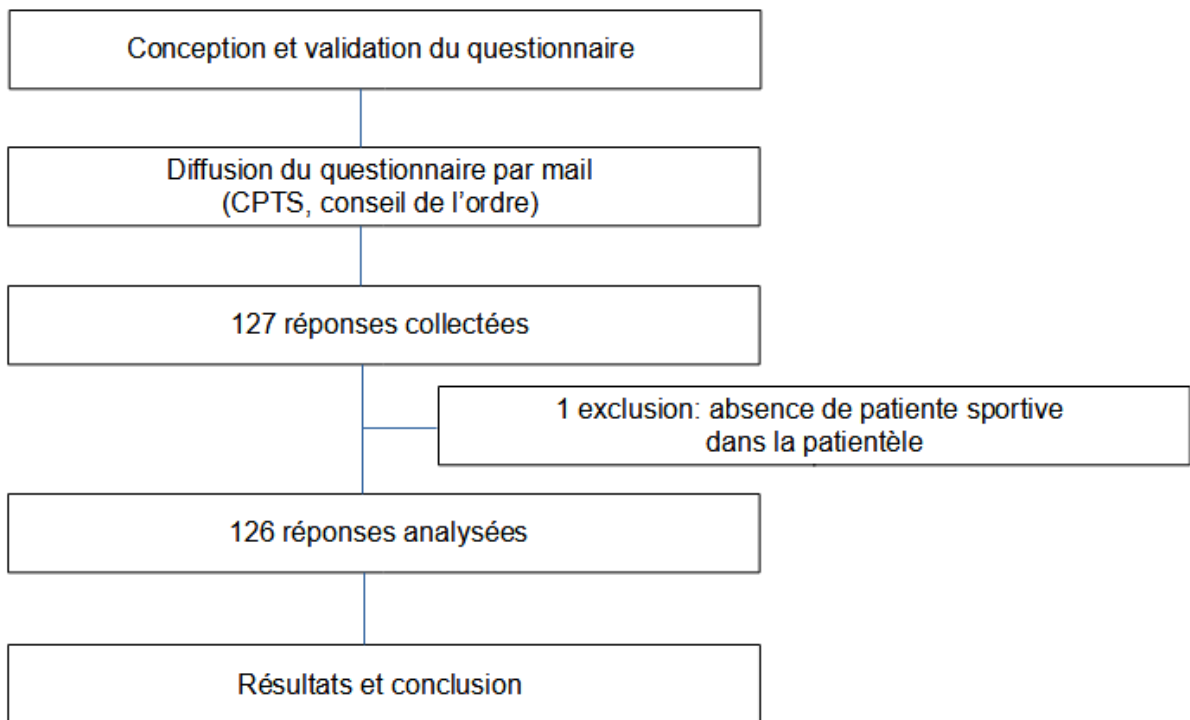 Conception et validation du questionnaire
Diffusion du questionnaire par mail
(CPTS, conseil de l’ordre)
127 réponses collectées
1 exclusion: absence de patiente sportive
dans la patientèle
126 réponses analysées
Résultats et conclusion